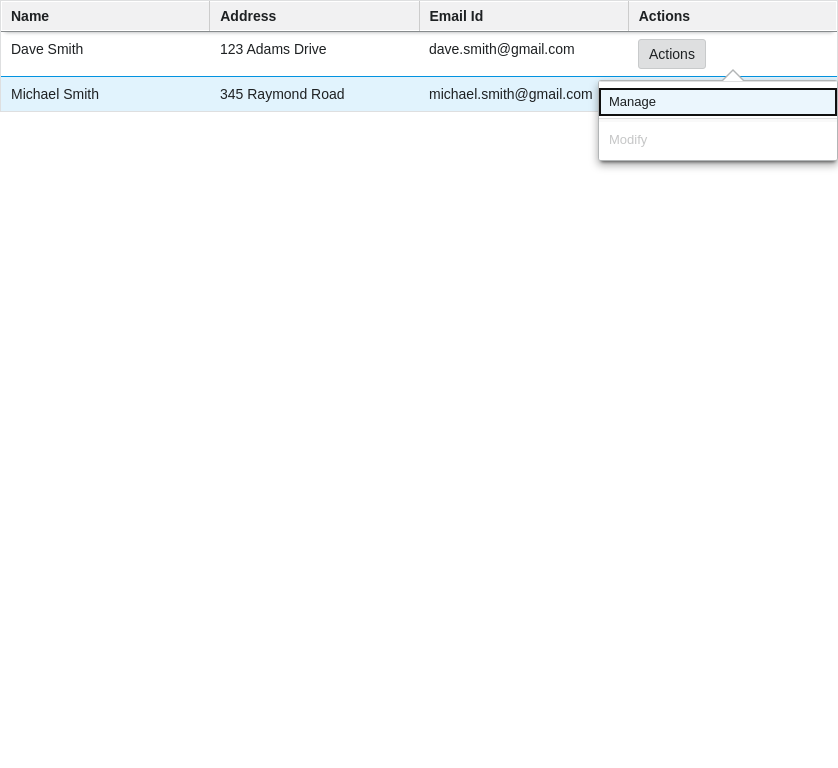 Name Address Email Id Actions
Dave Smith 123 Adams Drive dave.smith@gmail.com Actions
Michael Smith 345 Raymond Road michael.smith@gmail.com
Manage
Modify